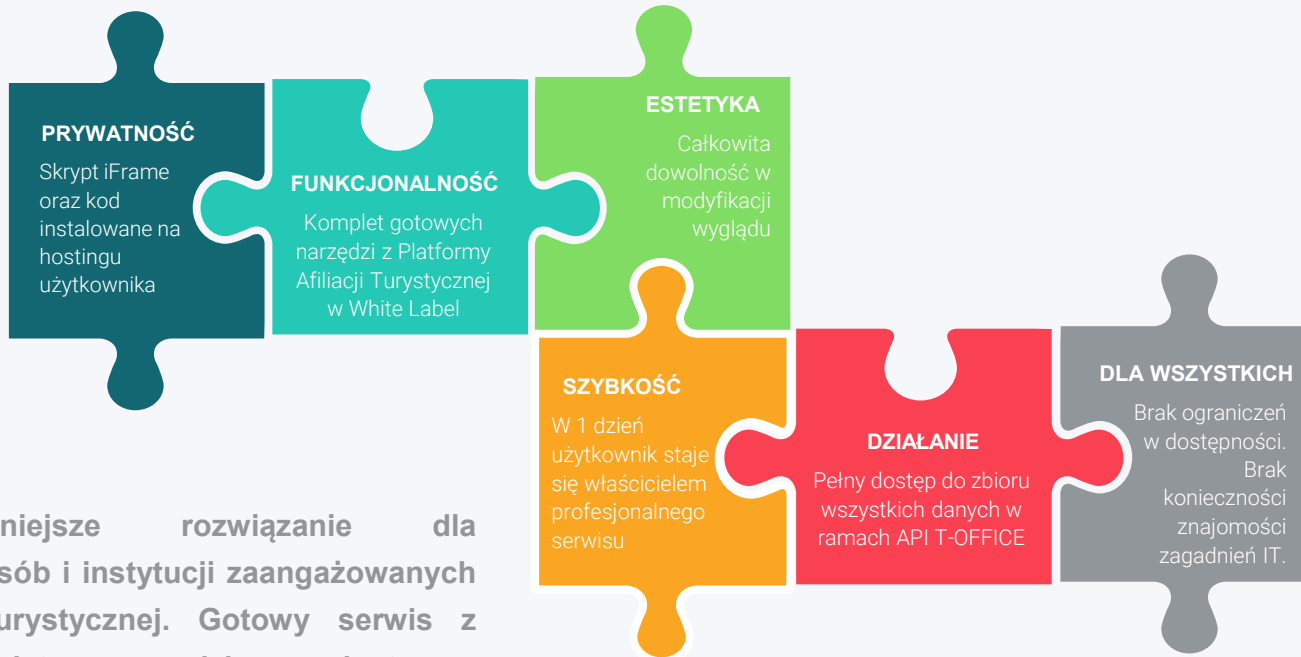 PRYWATNOŚĆ
Skrypt iFrame
oraz kod
instalowane na
hostingu
użytkownika
FUNKCJONALNOŚĆ
Komplet gotowych
narzędzi z Platformy
Afiliacji Turystycznej
w White Label
ESTETYKA
Całkowita
dowolność w
modyfikacji
wyglądu
SZYBKOŚĆ
W 1 dzień
użytkownik staje
się właścicielem
profesjonalnego
serwisu
DZIAŁANIE
Pełny dostęp do zbioru
wszystkich danych w
ramach API T-OFFICE
DLA WSZYSTKICH
Brak ograniczeń
w dostępności.
Brak
konieczności
znajomości
zagadnień IT.
rozwiązanie dla
i instytucji zaangażowanych
Gotowy serwis z